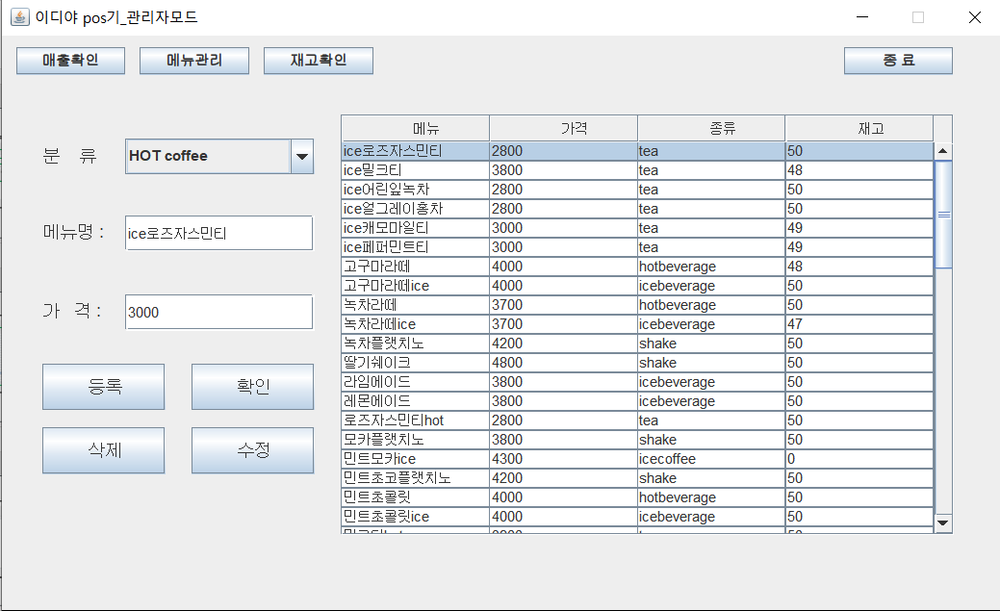 이디야 pos기_관리자모드
매출확인 메뉴관리 재고확인 종 료
분 류 HOT coffee
메뉴명 : ice로즈자스민티
가 격 : 3000
등록 확인
삭제 수정
메뉴 가격 종류 재고
ice로즈자스민티 2800 tea 50
ice밀크티 3800 tea 48
ice어린잎녹차 2800 tea 50
ice얼그레이홍차 2800 tea 50
ice캐모마일티 3000 tea 49
ice페퍼민트티 3000 tea 49
고구마라떼 4000 hotbeverage 48
고구마라떼ice 4000 icebeverage 50
녹차라떼 3700 hotbeverage 50
녹차라떼ice 3700 icebeverage 47
녹차플랫치노 4200 shake 50
딸기쉐이크 4800 shake 50
라임에이드 3800 icebeverage 50
레몬에이드 3800 icebeverage 50
로즈자스민티hot 2800 tea 50
모카플랫치노 3800 shake 50
민트모카ice 4300 icecoffee 0
민트초코플랫치노 4200 shake 50
민트초콜릿 4000 hotbeverage 50
민트초콜릿ice 4000 icebeverage 50